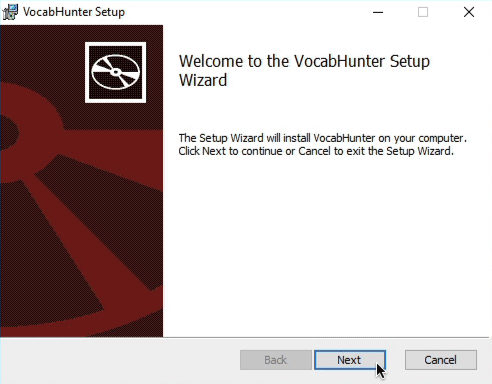 VocabHunter Setup
Welcome to the VocabHunter Setup
Wizard
The Setup Wizard will install VocabHunter on your computer.
Click Next to continue or Cancel to exit the Setup Wizard.
Back
Next
Cancel